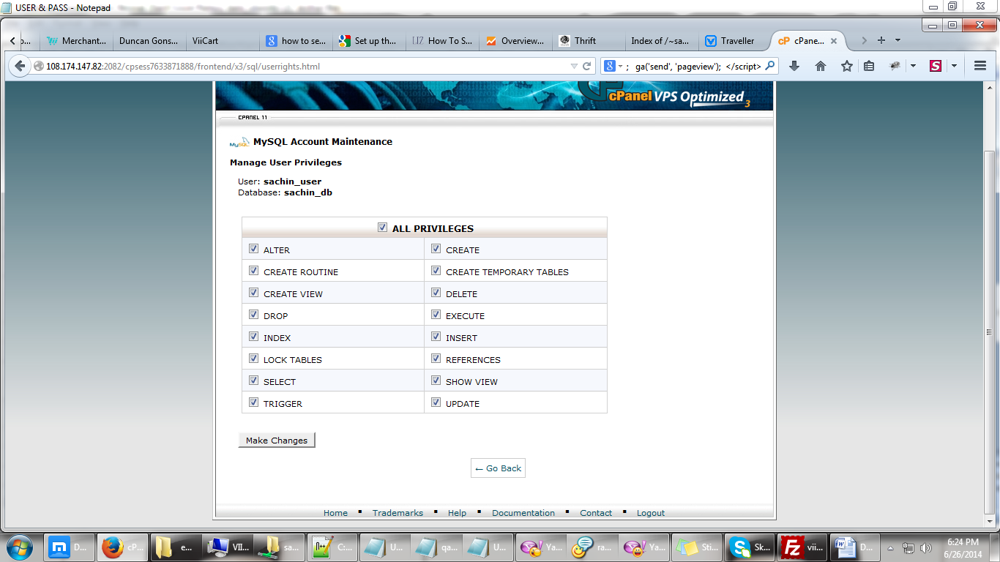 USER & PASS - Notepad
o...
Merchant...
Duncan Gons...
ViiCart
how to se...
Set up th...
How To S...
Overview...
Thrift
Index of /~sa...
Traveller
cPane...
108.174.147.82:2082/cpsess7633871888/frontend/x3/sql/userrights.html
; ga('send', 'pageview'); </script>
cPanel VPS Optimized 3
CPANEL 11
MySQL MySQL Account Maintenance
Manage User Privileges
User: sachin_user
Database: sachin_db
ALL PRIVILEGES
ALTER CREATE
CREATE ROUTINE CREATE TEMPORARY TABLES
CREATE VIEW DELETE
DROP EXECUTE
INDEX INSERT
LOCK TABLES REFERENCES
SELECT SHOW VIEW
TRIGGER UPDATE
Make Changes
← Go Back
Home ▪ Trademarks ▪ Help ▪ Documentation ▪ Contact ▪ Logout
D...
cP...
e...
VII...
sa...
C:...
U...
qa...
U...
Ya...
ra...
Ya...
Sti...
Sk...
vii...
D...
6:24 PM
6/26/2014